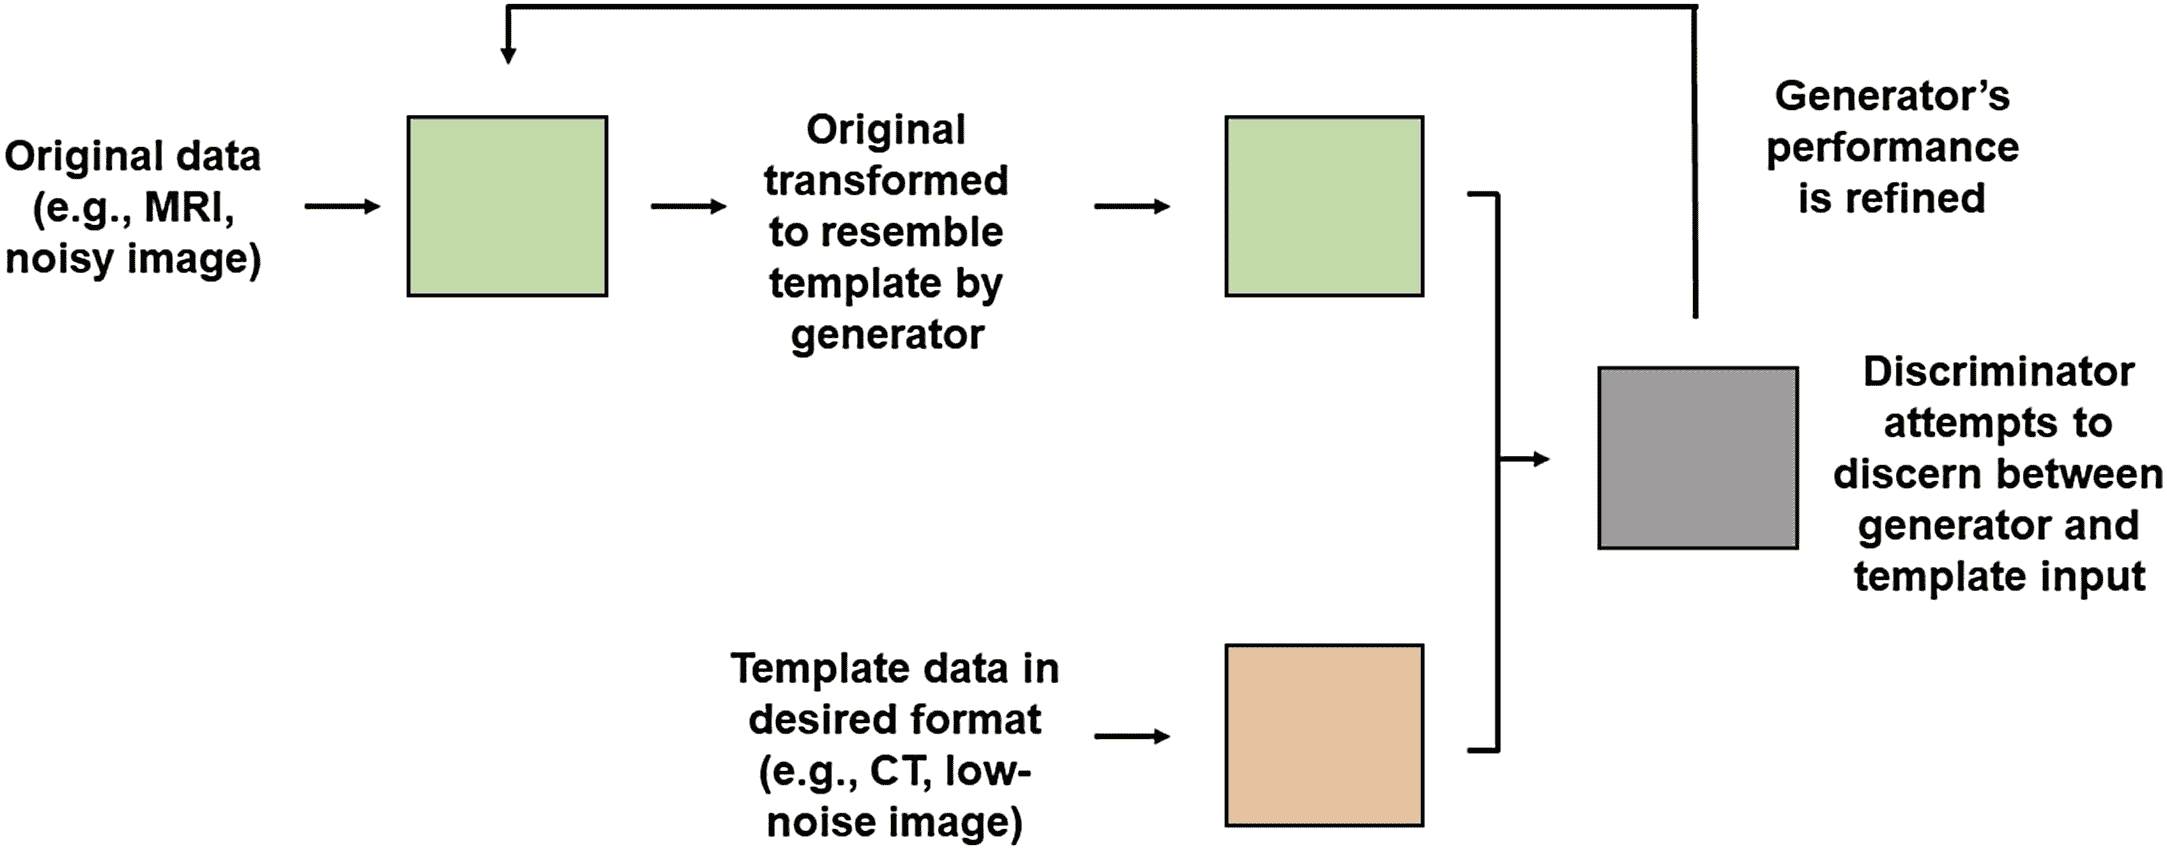 Original data
(e.g., MRI,
noisy image)
Original
transformed
to resemble
template by
generator
Generator’s
performance
is refined
Discriminator
attempts to
discern between
generator and
template input
Template data in
desired format
(e.g., CT, low-
noise image)